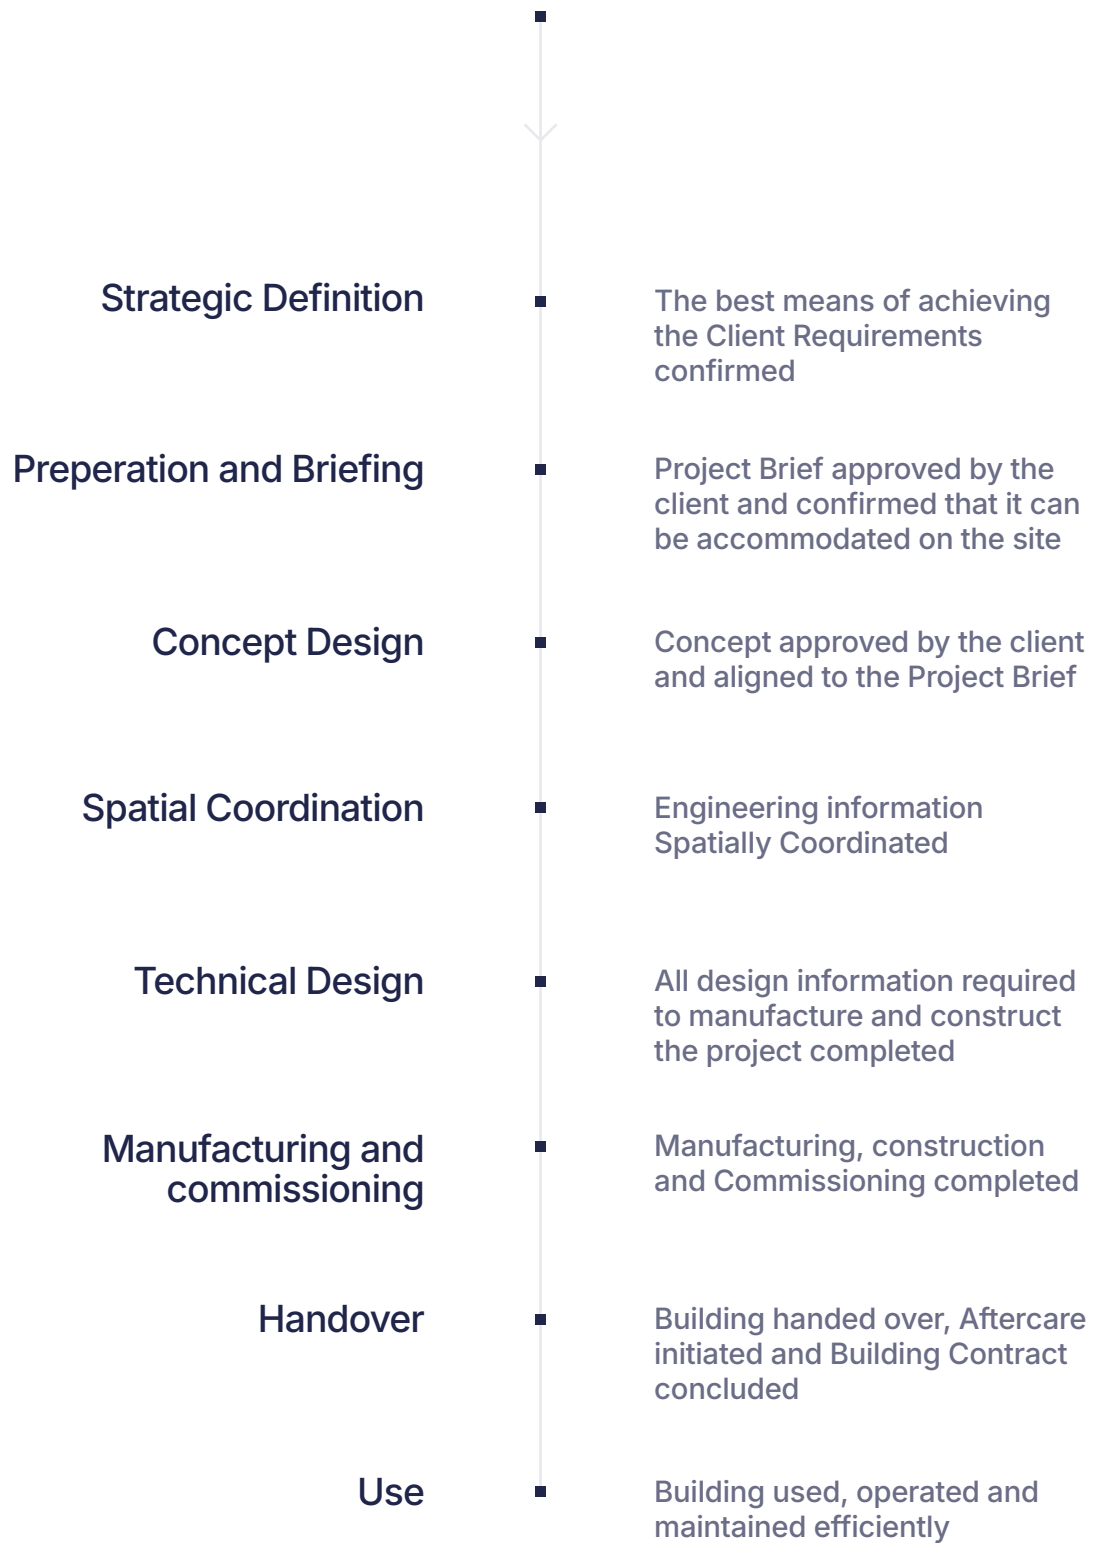 Strategic Definition
The best means of achieving
the Client Requirements
confirmed
Preperation and Briefing
Project Brief approved by the
client and confirmed that it can
be accommodated on the site
Concept Design
Concept approved by the client
and aligned to the Project Brief
Spatial Coordination
Engineering information
Spatially Coordinated
Technical Design
All design information required
to manufacture and construct
the project completed
Manufacturing and
commissioning
Manufacturing, construction
and Commissioning completed
Handover
Building handed over, Aftercare
initiated and Building Contract
concluded
Use
Building used, operated and
maintained efficiently